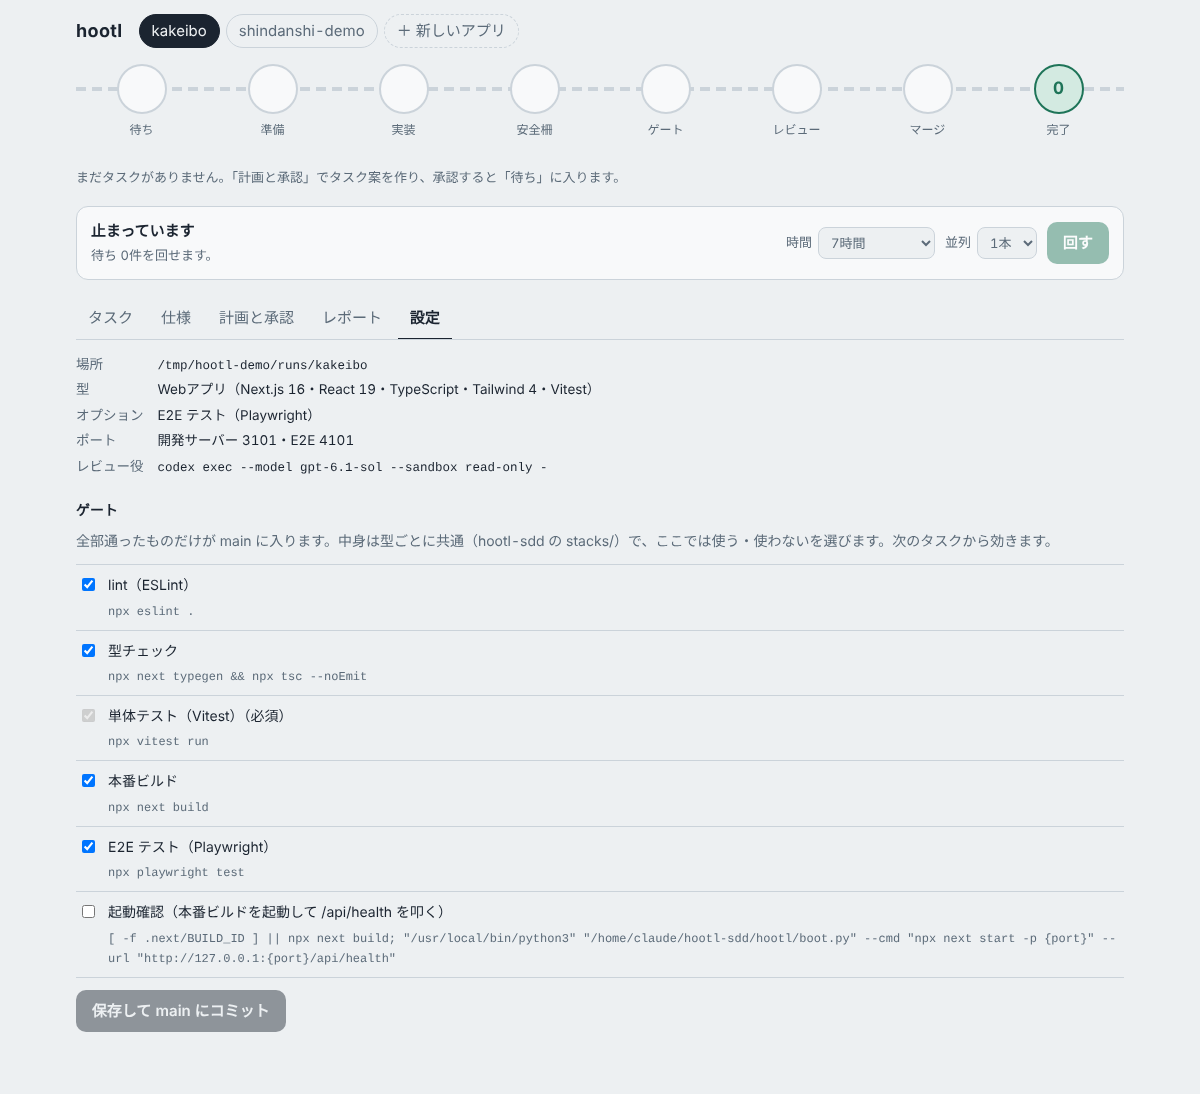 hootl kakeibo shindanshi-demo + 新しいアプリ
0
待ち 準備 実装 安全柵 ゲート レビュー マージ 完了
まだタスクがありません。「計画と承認」でタスク案を作り、承認すると「待ち」に入ります。
止まっています
待ち 0件を回せます。
時間 7時間 並列 1本 回す
タスク 仕様 計画と承認 レポート 設定
場所 /tmp/hootl-demo/runs/kakeibo
型 Webアプリ（Next.js 16・React 19・TypeScript・Tailwind 4・Vitest）
オプション E2E テスト（Playwright）
ポート 開発サーバー 3101・E2E 4101
レビュー役 codex exec --model gpt-6.1-sol --sandbox read-only -
ゲート
全部通ったものだけが main に入ります。中身は型ごとに共通（hootl-sdd の stacks/）で、ここでは使う・使わないを選びます。次のタスクから効きます。
lint（ESLint）
npx eslint .
型チェック
npx next typegen && npx tsc --noEmit
単体テスト（Vitest）（必須）
npx vitest run
本番ビルド
npx next build
E2E テスト（Playwright）
npx playwright test
起動確認（本番ビルドを起動して /api/health を叩く）
[ -f .next/BUILD_ID ] || npx next build; "/usr/local/bin/python3" "/home/claude/hootl-sdd/hootl/boot.py" --cmd "npx next start -p {port}" --
url "http://127.0.0.1:{port}/api/health"
保存して main にコミット